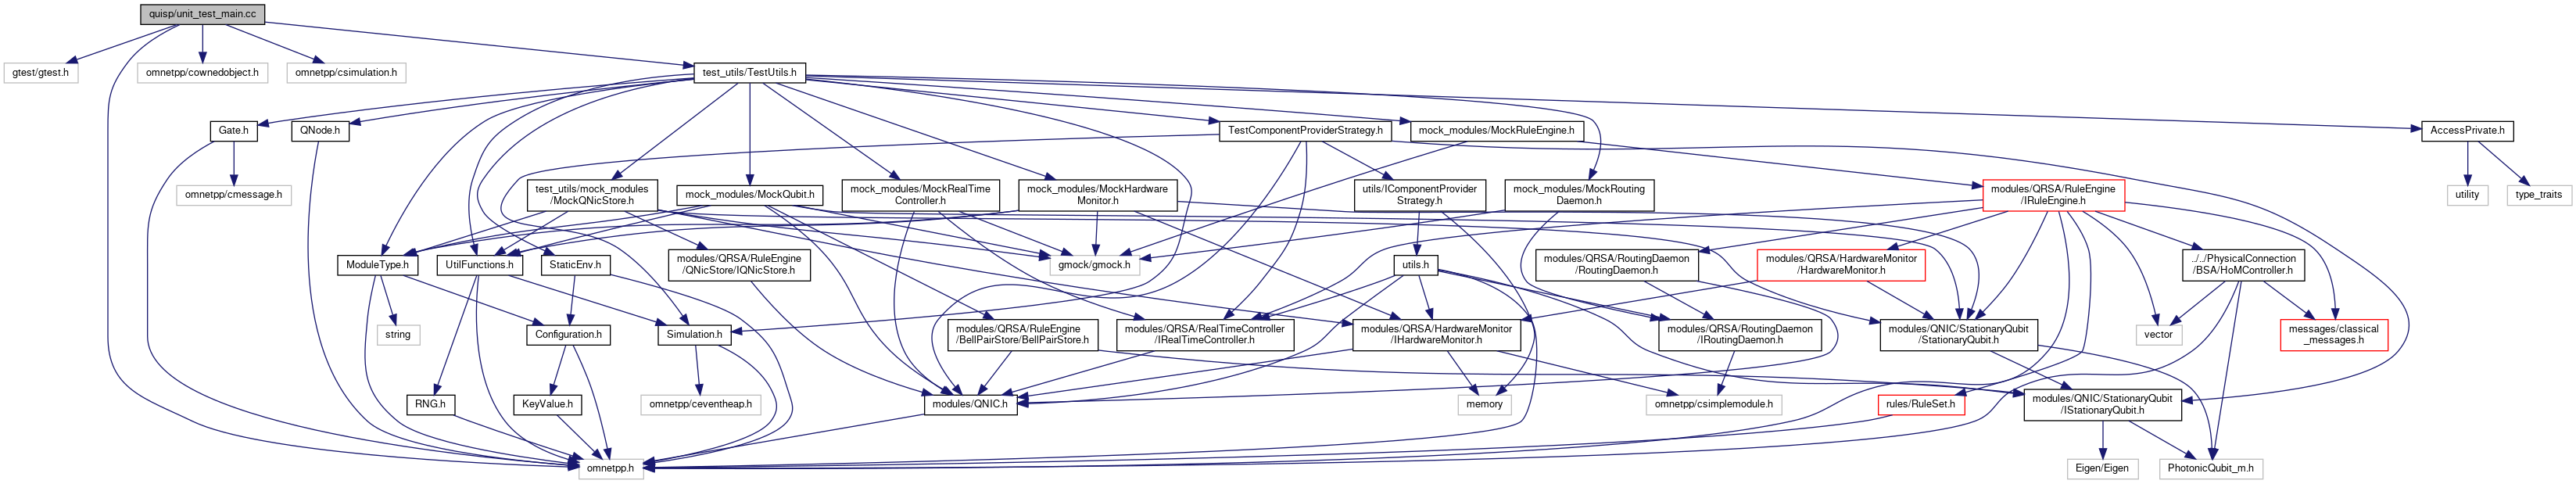 quisp/unit_test_main.cc
gtest/gtest.h
omnetpp/cownedobject.h
omnetpp/csimulation.h
test_utils/TestUtils.h
Gate.h
QNode.h
TestComponentProviderStrategy.h
mock_modules/MockRuleEngine.h
AccessPrivate.h
omnetpp/cmessage.h
test_utils/mock_modules
/MockQNicStore.h
mock_modules/MockQubit.h
mock_modules/MockRealTime
Controller.h
mock_modules/MockHardware
Monitor.h
utils/IComponentProvider
Strategy.h
mock_modules/MockRouting
Daemon.h
modules/QRSA/RuleEngine
/IRuleEngine.h
utility
type_traits
ModuleType.h
UtilFunctions.h
StaticEnv.h
modules/QRSA/RuleEngine
/QNicStore/IQNicStore.h
gmock/gmock.h
utils.h
modules/QRSA/RoutingDaemon
/RoutingDaemon.h
modules/QRSA/HardwareMonitor
/HardwareMonitor.h
../../PhysicalConnection
/BSA/HoMController.h
string
Configuration.h
Simulation.h
modules/QRSA/RuleEngine
/BellPairStore/BellPairStore.h
modules/QRSA/RealTimeController
/IRealTimeController.h
modules/QRSA/HardwareMonitor
/IHardwareMonitor.h
modules/QRSA/RoutingDaemon
/IRoutingDaemon.h
modules/QNIC/StationaryQubit
/StationaryQubit.h
vector
messages/classical
_messages.h
RNG.h
KeyValue.h
omnetpp/ceventheap.h
modules/QNIC.h
memory
omnetpp/csimplemodule.h
rules/RuleSet.h
modules/QNIC/StationaryQubit
/IStationaryQubit.h
omnetpp.h
Eigen/Eigen
PhotonicQubit_m.h